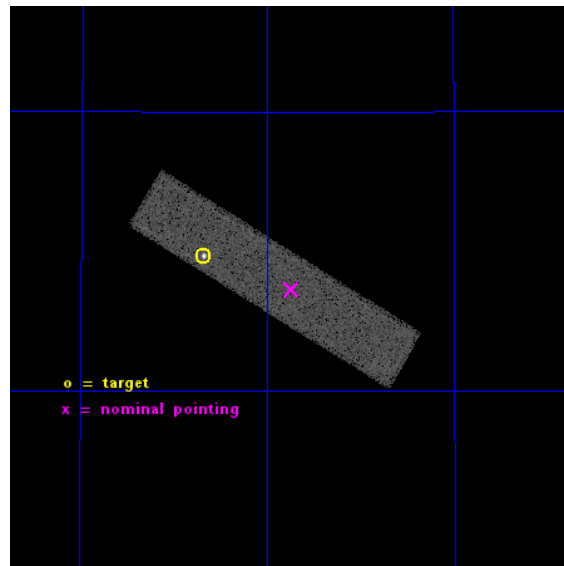 o = target
x = nominal pointing